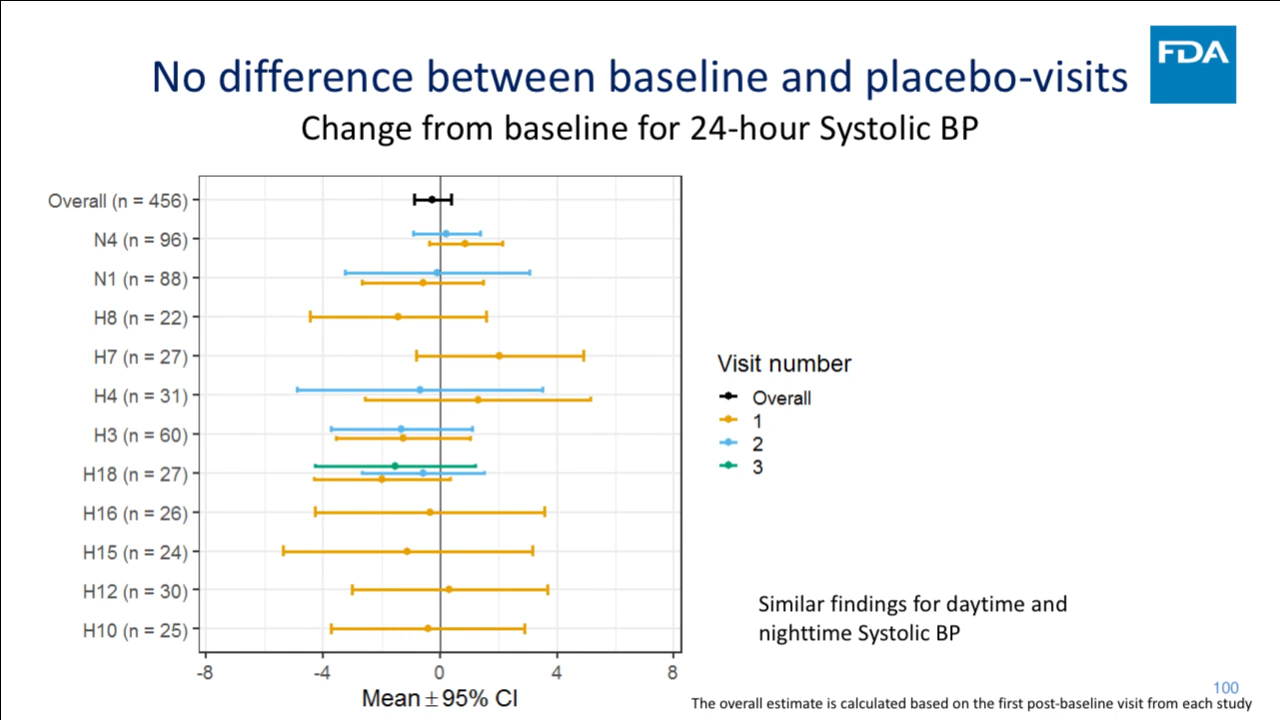 FDA
No difference between baseline and placebo-visits
Change from baseline for 24-hour Systolic BP
Overall (n = 456)
N4 (n = 96)
N1 (n = 88)
H8 (n = 22)
H7 (n = 27)
H4 (n = 31)
H3 (n = 60)
H18 (n = 27)
H16 (n = 26)
H15 (n = 24)
H12 (n = 30)
H10 (n = 25)
-8 -4 0 4 8
Mean ± 95% CI
Visit number
Overall
1
2
3
Similar findings for daytime and
nighttime Systolic BP
100
The overall estimate is calculated based on the first post-baseline visit from each study